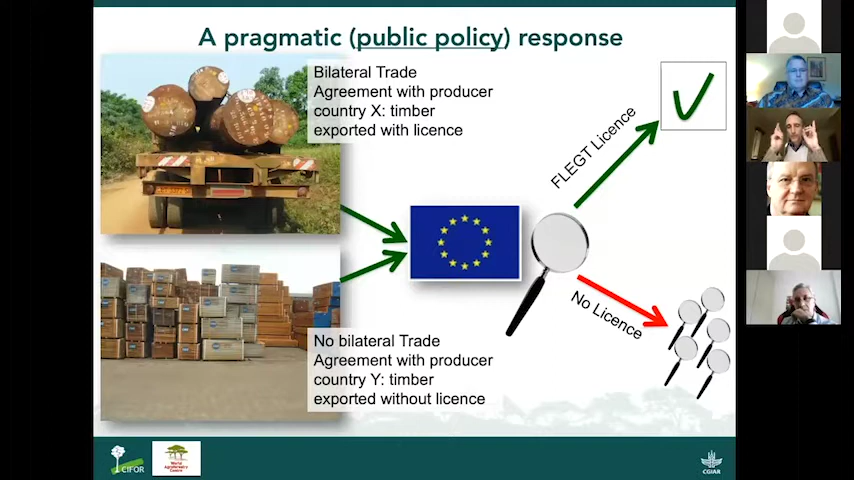 A pragmatic (public policy) response
Bilateral Trade
Agreement with producer
country X: timber
exported with licence
FLEGT Licence
No Licence
No bilateral Trade
Agreement with producer
country Y: timber
exported without licence
CIFOR
World
Agroforestry
Centre
CGIAR